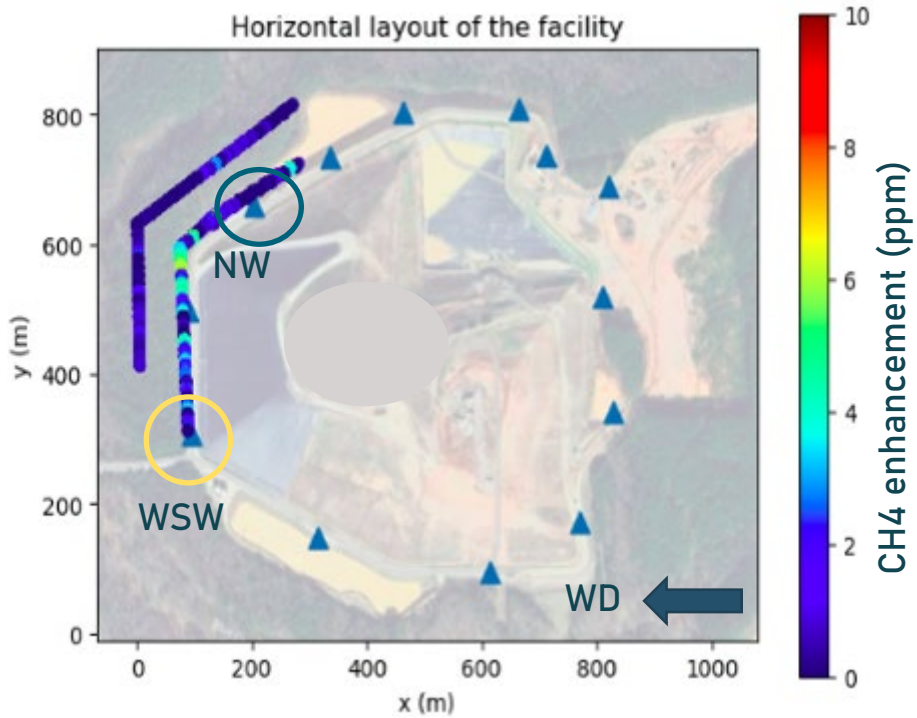 Horizontal layout of the facility
10
8
6
4
2
0
CH4 enhancement (ppm)
800
600
400
200
0
y (m)
NW
WSW
WD
0
200
400
600
800
1000
x (m)